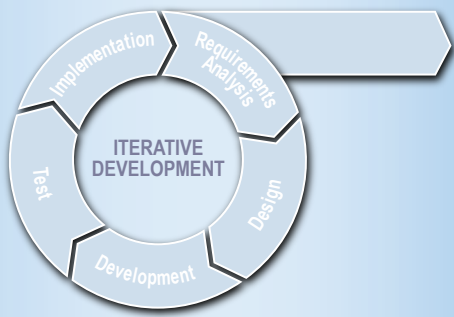 Implementation
Requirements
Analysis
ITERATIVE
DEVELOPMENT
Test
Design
Development